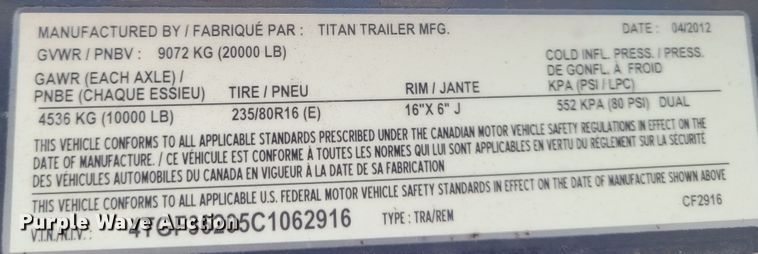 MANUFACTURED BY / FABRIQUÉ PAR : TITAN TRAILER MFG. DATE : 04/2012
GVWR / PNBV : 9072 KG (20000 LB)
COLD INFL. PRESS. / PRESS.
DE GONFL. À FROID
KPA (PSI / LPC)
GAWR (EACH AXLE) /
PNBE (CHAQUE ESSIEU) TIRE / PNEU RIM / JANTE
4536 KG (10000 LB) 235/80R16 (E) 16"X 6" J 552 KPA (80 PSI) DUAL
THIS VEHICLE CONFORMS TO ALL APPLICABLE STANDARDS PRESCRIBED UNDER THE CANADIAN MOTOR VEHICLE SAFETY REGULATIONS IN EFFECT ON THE
DATE OF MANUFACTURE. / CE VÉHICULE EST CONFORME À TOUTES LES NORMES QUI LUI SONT APPLICABLES EN VERTU DU RÈGLEMENT SUR LA SÉCURITÉ
DES VÉHICULES AUTOMOBILES DU CANADA EN VIGUEUR À LA DATE DE SA FABRICATION
THIS VEHICLE CONFORMS TO ALL APPLICABLE U.S. FEDERAL MOTOR VEHICLE SAFETY STANDARDS IN EFFECT ON THE DATE OF MANUFACTURE SHOWN ABOVE
CF2916
Purple Wave Auction
V.I.N./N.I.V. : TYPE : TRA/REM